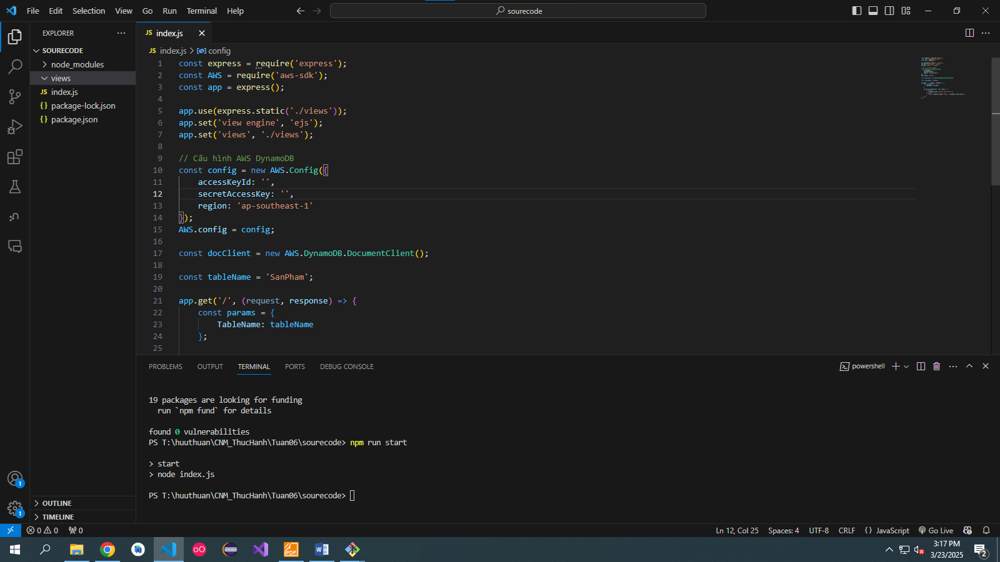 File Edit Selection View Go Run Terminal Help
sourecode
EXPLORER
SOURECODE
node_modules
views
JS index.js
{} package-lock.json
{} package.json
OUTLINE
TIMELINE
JS index.js
JS index.js > config
1 const express = require('express');
2 const AWS = require('aws-sdk');
3 const app = express();
4
5 app.use(express.static('./views'));
6 app.set('view engine', 'ejs');
7 app.set('views', './views');
8
9 // Cấu hình AWS DynamoDB
10 const config = new AWS.Config({
11 accessKeyId: '',
12 secretAccessKey: '',
13 region: 'ap-southeast-1'
14 });
15 AWS.config = config;
16
17 const docClient = new AWS.DynamoDB.DocumentClient();
18
19 const tableName = 'SanPham';
20
21 app.get('/', (request, response) => {
22 const params = {
23 TableName: tableName
24 };
25
PROBLEMS OUTPUT TERMINAL PORTS DEBUG CONSOLE
powershell
19 packages are looking for funding
run `npm fund` for details
found 0 vulnerabilities
PS T:\huuthuan\CNM_ThucHanh\Tuan06\sourecode> npm run start
> start
> node index.js
PS T:\huuthuan\CNM_ThucHanh\Tuan06\sourecode>
1
1
0 0 0
Ln 12, Col 25 Spaces: 4 UTF-8 CRLF {} JavaScript Go Live
PDF
3:17 PM
3/23/2025
2